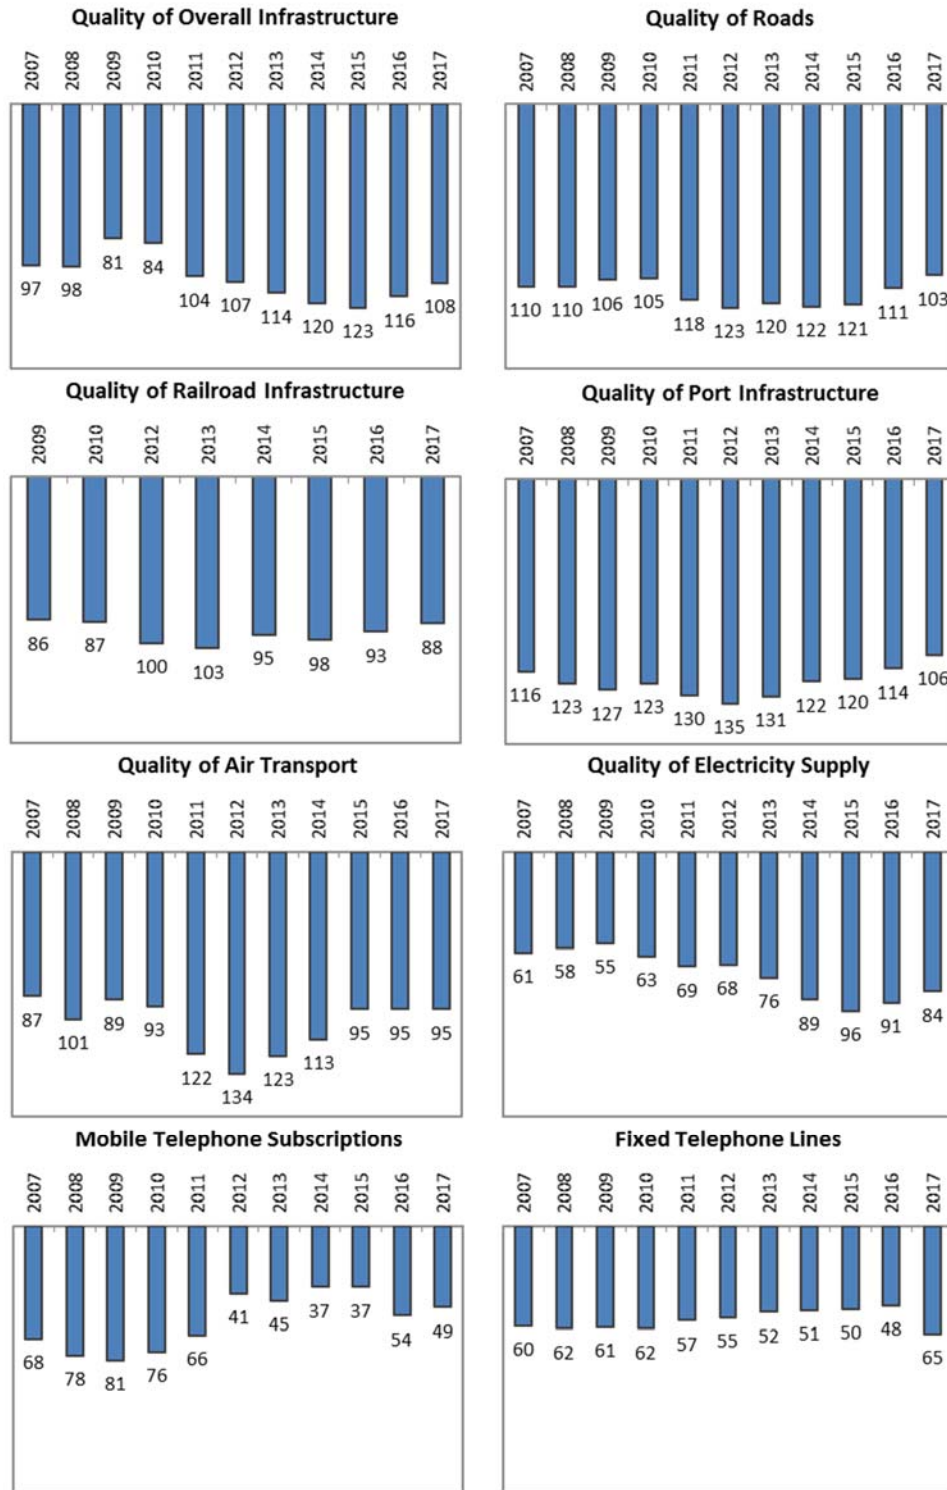 Quality of Overall Infrastructure
2007 2008 2009 2010 2011 2012 2013 2014 2015 2016 2017
97 98 81 84 104 107 114 120 123 116 108
Quality of Roads
2007 2008 2009 2010 2011 2012 2013 2014 2015 2016 2017
110 110 106 105 118 123 120 122 121 111 103
Quality of Railroad Infrastructure
2009 2010 2012 2013 2014 2015 2016 2017
86 87 100 103 95 98 93 88
Quality of Port Infrastructure
2007 2008 2009 2010 2011 2012 2013 2014 2015 2016 2017
116 123 127 123 130 135 131 122 120 114 106
Quality of Air Transport
2007 2008 2009 2010 2011 2012 2013 2014 2015 2016 2017
87 101 89 93 122 134 123 113 95 95 95
Quality of Electricity Supply
2007 2008 2009 2010 2011 2012 2013 2014 2015 2016 2017
61 58 55 63 69 68 76 89 96 91 84
Mobile Telephone Subscriptions
2007 2008 2009 2010 2011 2012 2013 2014 2015 2016 2017
68 78 81 76 66 41 45 37 37 54 49
Fixed Telephone Lines
2007 2008 2009 2010 2011 2012 2013 2014 2015 2016 2017
60 62 61 62 57 55 52 51 50 48 65